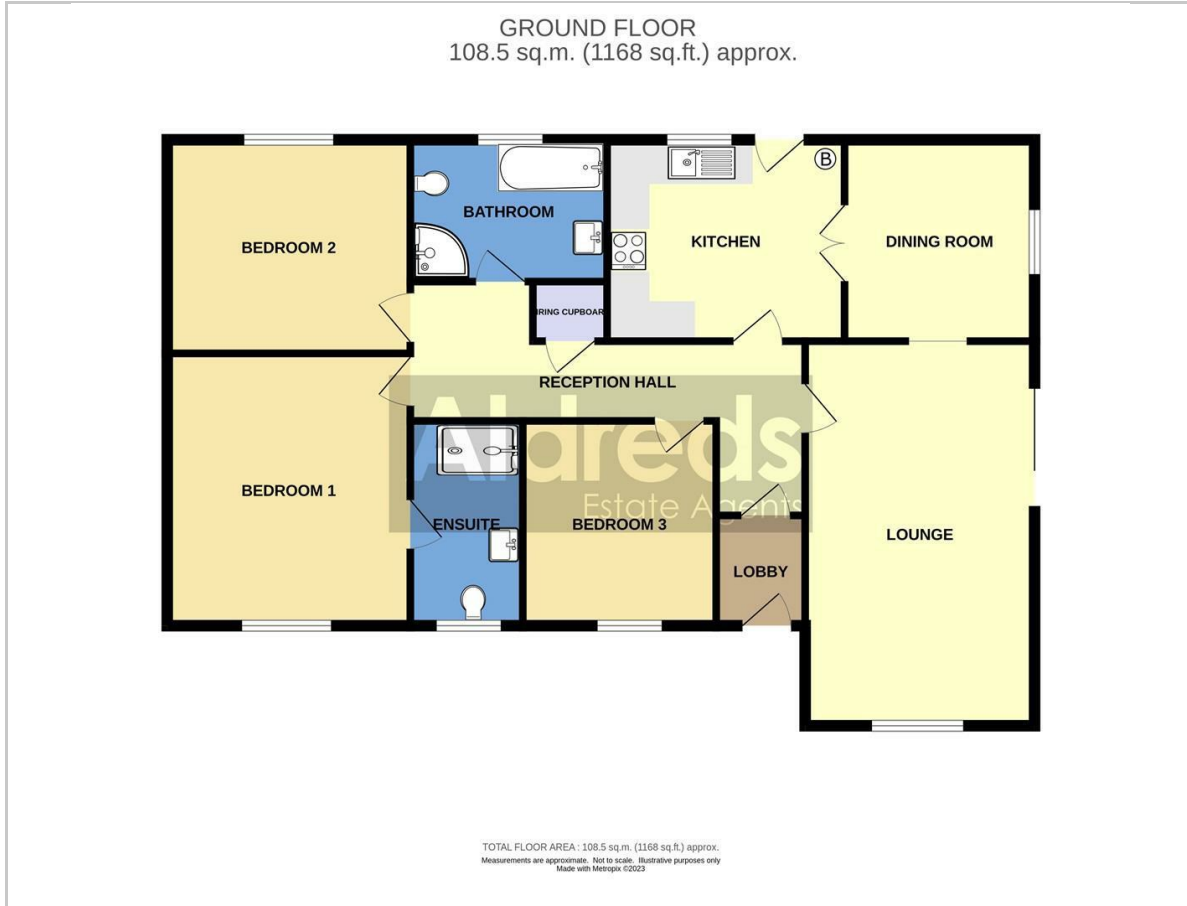 GROUND FLOOR
108.5 sq.m. (1168 sq.ft.) approx.
B
BATHROOM
BEDROOM 2
KITCHEN
DINING ROOM
IRING CUPBOAR
RECEPTION HALL
Aldreds
Estate Agents
BEDROOM 1
ENSUITE
BEDROOM 3
LOUNGE
LOBBY
TOTAL FLOOR AREA : 108.5 sq.m. (1168 sq.ft.) approx.
Measurements are approximate. Not to scale. Illustrative purposes only
Made with Metropix ©2023